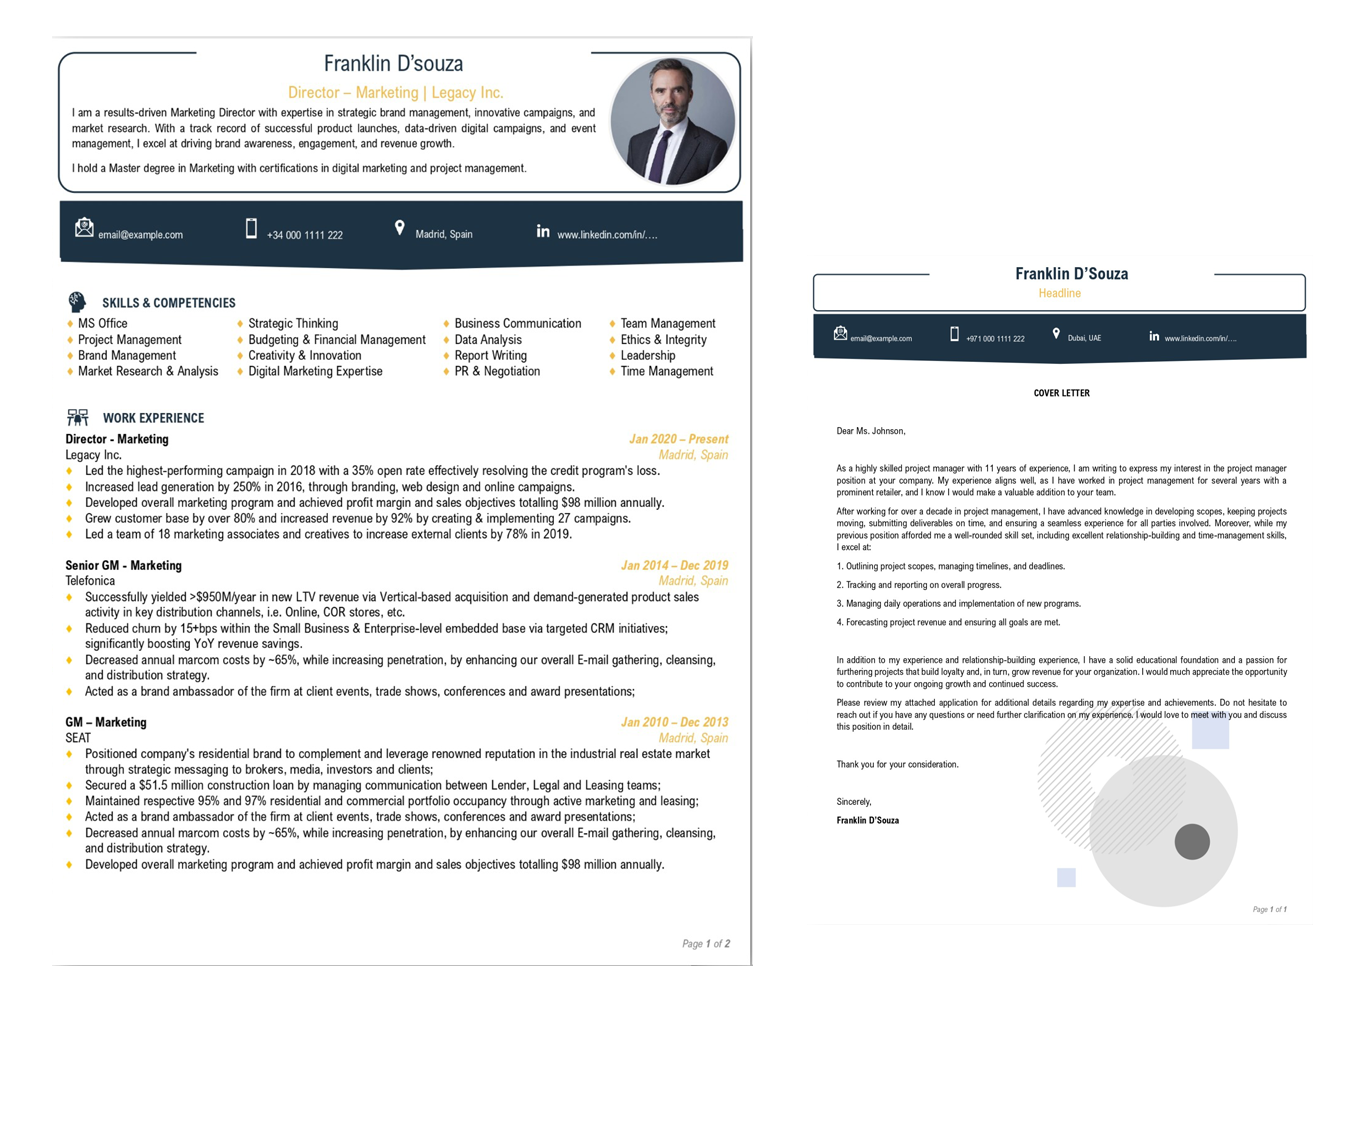 Franklin D'souza
Director – Marketing | Legacy Inc.
I am a results-driven Marketing Director with expertise in strategic brand management, innovative campaigns, and
market research. With a track record of successful product launches, data-driven digital campaigns, and event
management, I excel at driving brand awareness, engagement, and revenue growth.
I hold a Master degree in Marketing with certifications in digital marketing and project management.
email@example.com +34 000 1111 222 Madrid, Spain in www.linkedin.com/in/....
SKILLS & COMPETENCIES
♦ MS Office ♦ Strategic Thinking ♦ Business Communication ♦ Team Management
♦ Project Management ♦ Budgeting & Financial Management ♦ Data Analysis ♦ Ethics & Integrity
♦ Brand Management ♦ Creativity & Innovation ♦ Report Writing ♦ Leadership
♦ Market Research & Analysis ♦ Digital Marketing Expertise ♦ PR & Negotiation ♦ Time Management
WORK EXPERIENCE
Director - Marketing Jan 2020 – Present
Legacy Inc. Madrid, Spain
♦ Led the highest-performing campaign in 2018 with a 35% open rate effectively resolving the credit program's loss.
♦ Increased lead generation by 250% in 2016, through branding, web design and online campaigns.
♦ Developed overall marketing program and achieved profit margin and sales objectives totalling $98 million annually.
♦ Grew customer base by over 80% and increased revenue by 92% by creating & implementing 27 campaigns.
♦ Led a team of 18 marketing associates and creatives to increase external clients by 78% in 2019.
Senior GM - Marketing Jan 2014 – Dec 2019
Telefonica Madrid, Spain
♦ Successfully yielded >$950M/year in new LTV revenue via Vertical-based acquisition and demand-generated product sales
activity in key distribution channels, i.e. Online, COR stores, etc.
♦ Reduced churn by 15+bps within the Small Business & Enterprise-level embedded base via targeted CRM initiatives;
significantly boosting YoY revenue savings.
♦ Decreased annual marcom costs by ~65%, while increasing penetration, by enhancing our overall E-mail gathering, cleansing,
and distribution strategy.
♦ Acted as a brand ambassador of the firm at client events, trade shows, conferences and award presentations;
GM – Marketing Jan 2010 – Dec 2013
SEAT Madrid, Spain
♦ Positioned company's residential brand to complement and leverage renowned reputation in the industrial real estate market
through strategic messaging to brokers, media, investors and clients;
♦ Secured a $51.5 million construction loan by managing communication between Lender, Legal and Leasing teams;
♦ Maintained respective 95% and 97% residential and commercial portfolio occupancy through active marketing and leasing;
♦ Acted as a brand ambassador of the firm at client events, trade shows, conferences and award presentations;
♦ Decreased annual marcom costs by ~65%, while increasing penetration, by enhancing our overall E-mail gathering, cleansing,
and distribution strategy.
♦ Developed overall marketing program and achieved profit margin and sales objectives totalling $98 million annually.
Page 1 of 2
Franklin D'Souza
Headline
email@example.com +971 000 1111 222 Dubai, UAE in www.linkedin.com/in/....
COVER LETTER
Dear Ms. Johnson,
As a highly skilled project manager with 11 years of experience, I am writing to express my interest in the project manager
position at your company. My experience aligns well, as I have worked in project management for several years with a
prominent retailer, and I know I would make a valuable addition to your team.
After working for over a decade in project management, I have advanced knowledge in developing scopes, keeping projects
moving, submitting deliverables on time, and ensuring a seamless experience for all parties involved. Moreover, while my
previous position afforded me a well-rounded skill set, including excellent relationship-building and time-management skills,
I excel at:
1. Outlining project scopes, managing timelines, and deadlines.
2. Tracking and reporting on overall progress.
3. Managing daily operations and implementation of new programs.
4. Forecasting project revenue and ensuring all goals are met.
In addition to my experience and relationship-building experience, I have a solid educational foundation and a passion for
furthering projects that build loyalty and, in turn, grow revenue for your organization. I would much appreciate the opportunity
to contribute to your ongoing growth and continued success.
Please review my attached application for additional details regarding my expertise and achievements. Do not hesitate to
reach out if you have any questions or need further clarification on my experience. I would love to meet with you and discuss
this position in detail.
Thank you for your consideration.
Sincerely,
Franklin D'Souza
Page 1 of 1